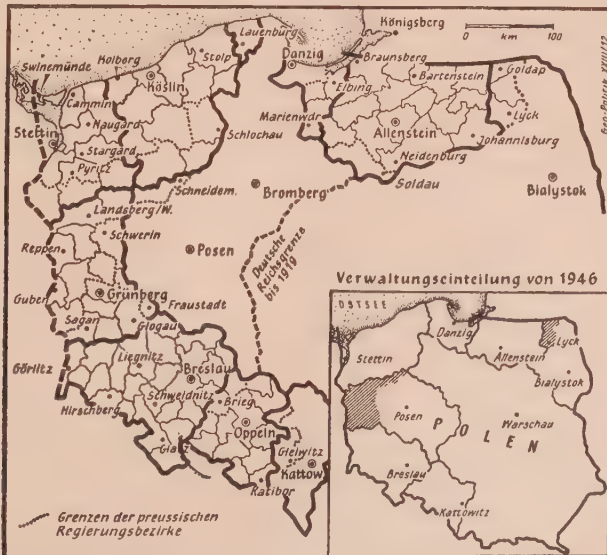 Königsberg
0 100
km
Swinemünde
Kolberg
Stolp
Lauenburg
Danzig
Braunsberg
Goldap
Cammin
Köslin
Elbing
Bartenstein
Stettin
Naugard
Schlochau
Marienwdr
Allenstein
Lyck
Stargard
Johannisburg
Pyritz
Neidenburg
Schneidem.
Bromberg
Soldau
Bialystok
Landsberg/W.
Schwerin
Reppen
Posen
Deutsche
Reichsgrenze
bis 1919
Guben
Grünberg
Fraustadt
Sagan
Glogau
Görlitz
Liegnitz
Breslau
Hirschberg
Schweidnitz
Brieg
Oppeln
Glatz
Gleiwitz
Kattow
Ratibor
Grenzen der preussischen
Regierungsbezirke
Verwaltungseinteilung von 1946
OSTSEE
Danzig
Lyck
Stettin
Allenstein
Bialystok
Posen
Warschau
POLEN
Breslau
Kattowitz